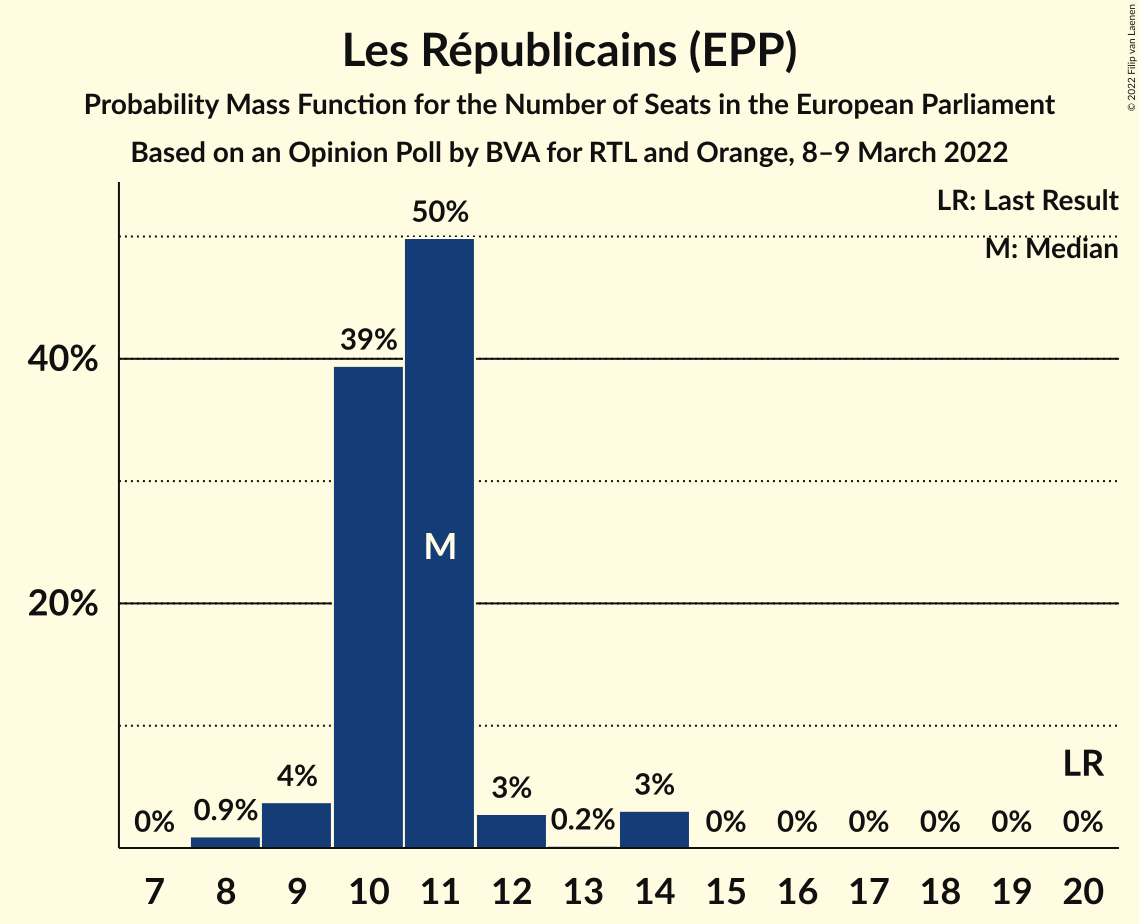 Les Républicains (EPP)
Probability Mass Function for the Number of Seats in the European Parliament
Based on an Opinion Poll by BVA for RTL and Orange, 8–9 March 2022
© 2022 Filip van Laenen
LR: Last Result
M: Median
50%
39%
40%
M
20%
LR
0% 0.9% 4% 3% 0.2% 3% 0% 0% 0% 0% 0% 0%
7 8 9 10 11 12 13 14 15 16 17 18 19 20